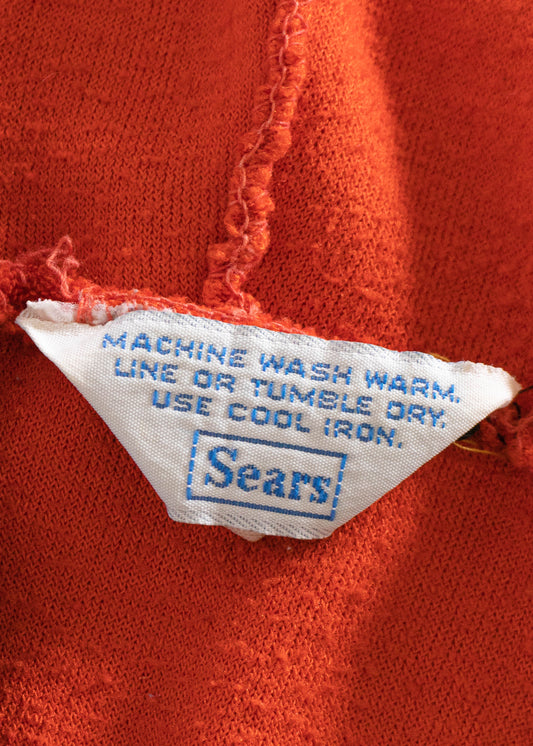 MACHINE WASH WARM.
LINE OR TUMBLE DRY.
USE COOL IRON.
Sears